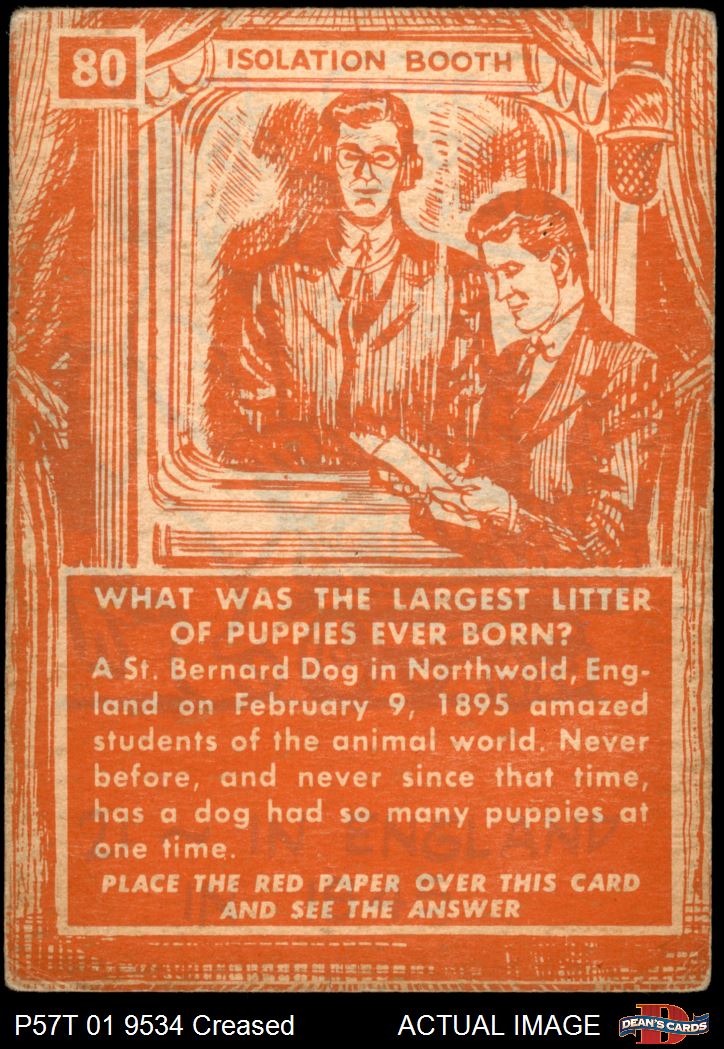 80
ISOLATION BOOTH
WHAT WAS THE LARGEST LITTER
OF PUPPIES EVER BORN?
A St. Bernard Dog in Northwold, Eng-
land on February 9, 1895 amazed
students of the animal world. Never
before, and never since that time,
has a dog had so many puppies at
one time.
IN ENGLAND
PLACE THE RED PAPER OVER THIS CARD
AND SEE THE ANSWER
P57T 01 9534 Creased
ACTUAL IMAGE
D
DEAN'S CARDS